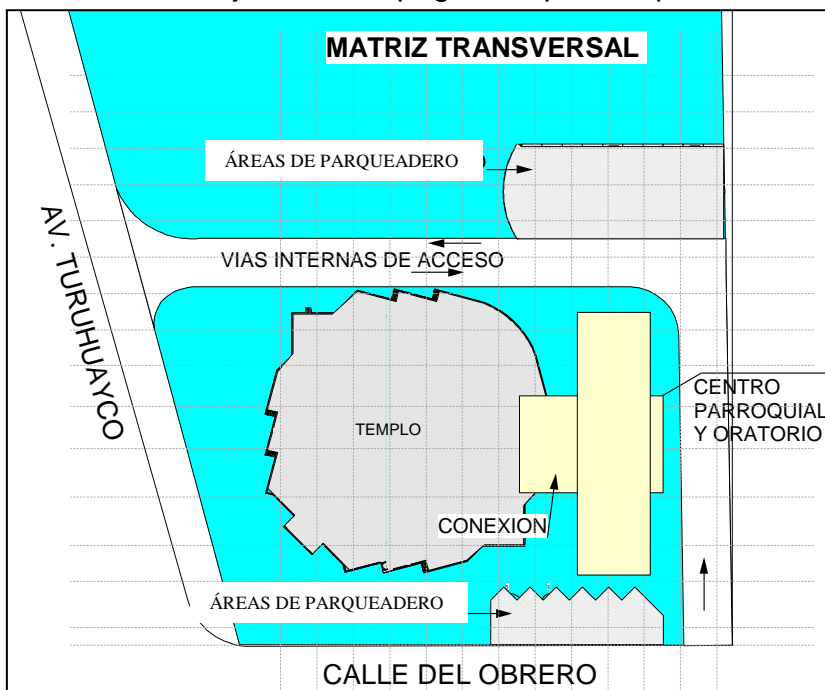 MATRIZ TRANSVERSAL
ÁREAS DE PARQUEADERO
AV. TURUHUAYCO
VIAS INTERNAS DE ACCESO
CENTRO
PARROQUIAL
Y ORATORIO
TEMPLO
CONEXION
ÁREAS DE PARQUEADERO
CALLE DEL OBRERO